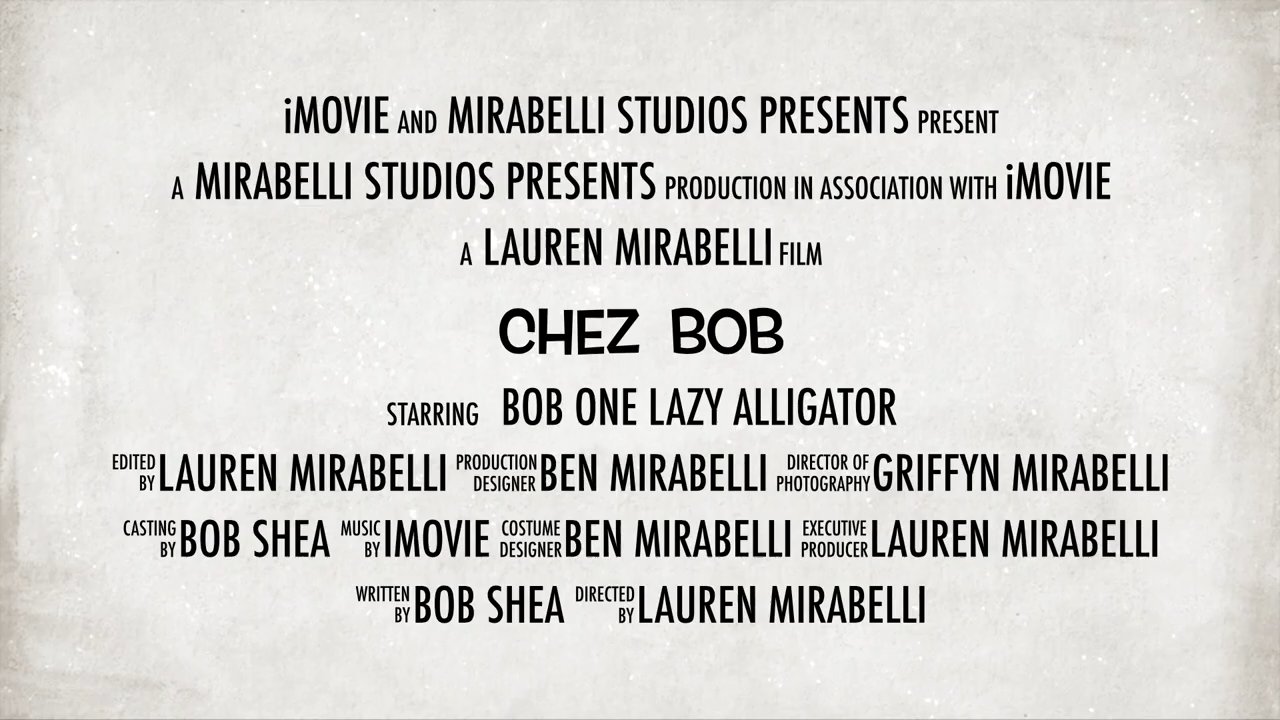 iMOVIE AND MIRABELLI STUDIOS PRESENTS PRESENT
A MIRABELLI STUDIOS PRESENTS PRODUCTION IN ASSOCIATION WITH iMOVIE
A LAUREN MIRABELLI FILM
CHEZ BOB
STARRING BOB ONE LAZY ALLIGATOR
EDITED BY LAUREN MIRABELLI PRODUCTION DESIGNER BEN MIRABELLI DIRECTOR OF PHOTOGRAPHY GRIFFYN MIRABELLI
CASTING BY BOB SHEA MUSIC BY IMOVIE COSTUME DESIGNER BEN MIRABELLI EXECUTIVE PRODUCER LAUREN MIRABELLI
WRITTEN BY BOB SHEA DIRECTED BY LAUREN MIRABELLI